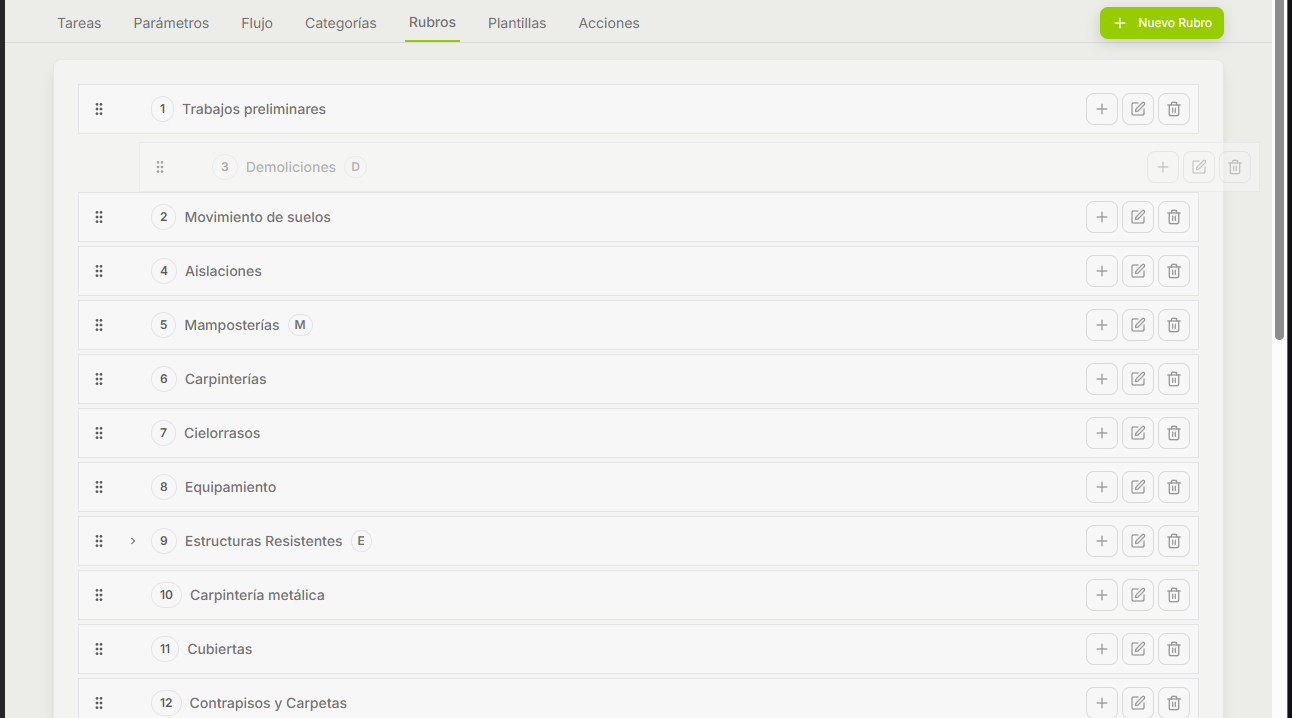 Tareas Parámetros Flujo Categorías Rubros Plantillas Acciones Nuevo Rubro
1 Trabajos preliminares
3 Demoliciones D
2 Movimiento de suelos
4 Aislaciones
5 Mamposterías M
6 Carpinterías
7 Cielorrasos
8 Equipamiento
9 Estructuras Resistentes E
10 Carpintería metálica
11 Cubiertas
12 Contrapisos y Carpetas